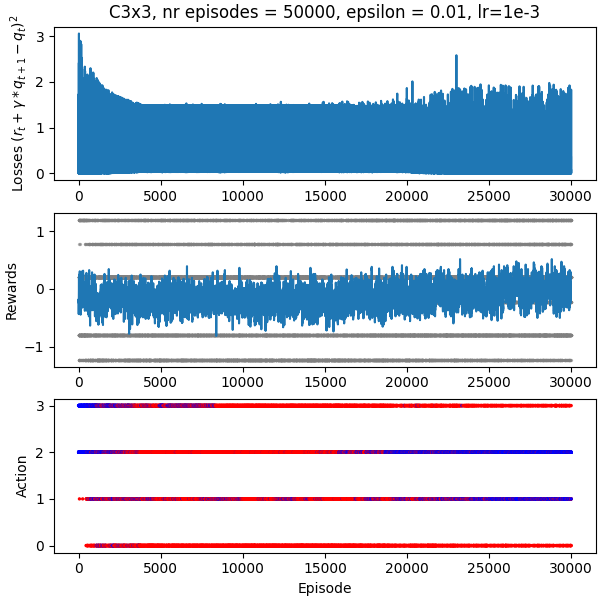 C3x3, nr episodes = 50000, epsilon = 0.01, lr=1e-3
Losses (r_t + γ * q_{t+1} − q_t)^2
3
2
1
0
0 5000 10000 15000 20000 25000 30000
Rewards
1
0
−1
0 5000 10000 15000 20000 25000 30000
Action
3
2
1
0
0 5000 10000 15000 20000 25000 30000
Episode